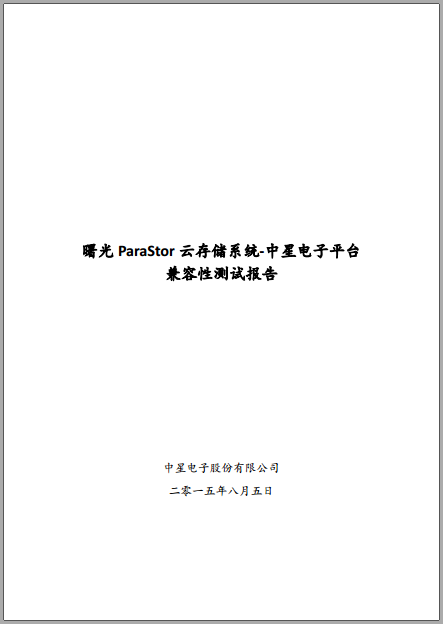 曙光 ParaStor 云存储系统-中星电子平台
兼容性测试报告
中星电子股份有限公司
二零一五年八月五日